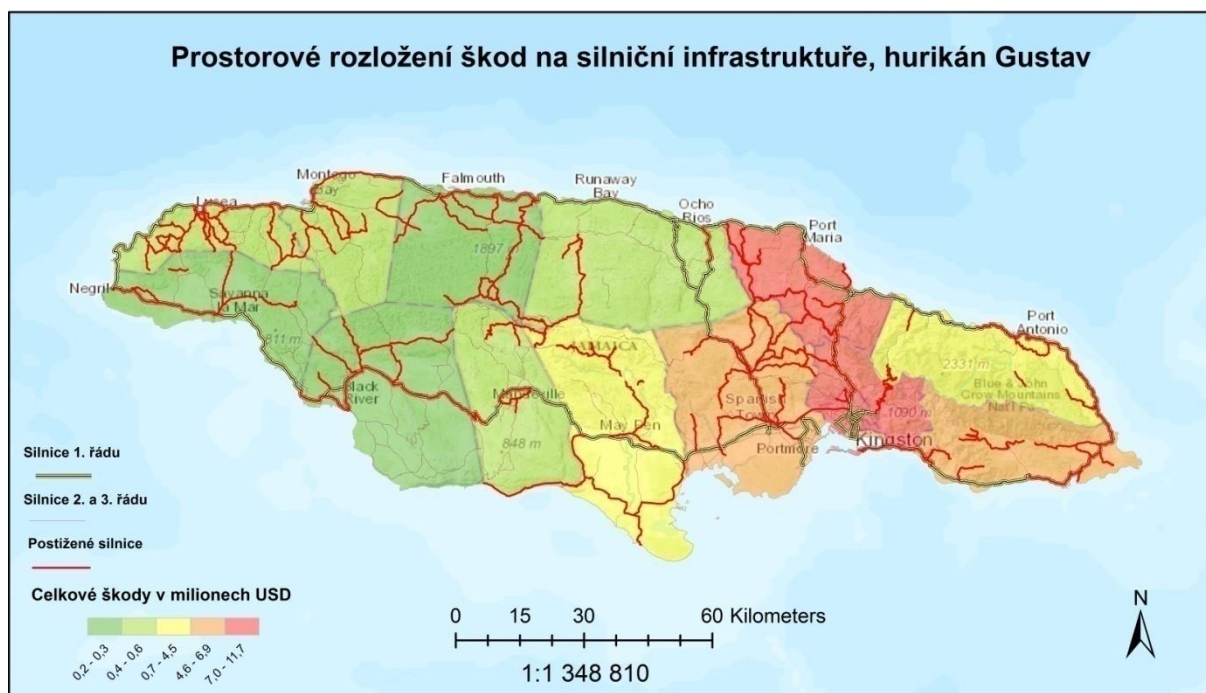 Prostorové rozložení škod na silniční infrastruktuře, hurikán Gustav
Montego
Bay
Falmouth
Runaway
Bay
Lusea
Ocho
Rios
Port
Maria
1897 m
Negril
Savanna
la Mar
Port
Antonio
811 m
JAMAICA
2331 m
Blue & John
Crow Mountains
Nat'l Pa
Black
River
Mandeville
Spanish
Town
1090 m
May Pen
848 m
Portmore
Kingston
Silnice 1. řádu
Silnice 2. a 3. řádu
Postižené silnice
Celkové škody v milionech USD
0,2 - 0,3
0,4 - 0,6
0,7 - 4,5
4,6 - 6,9
7,0 - 11,7
0 15 30 60 Kilometers
1:1 348 810
N